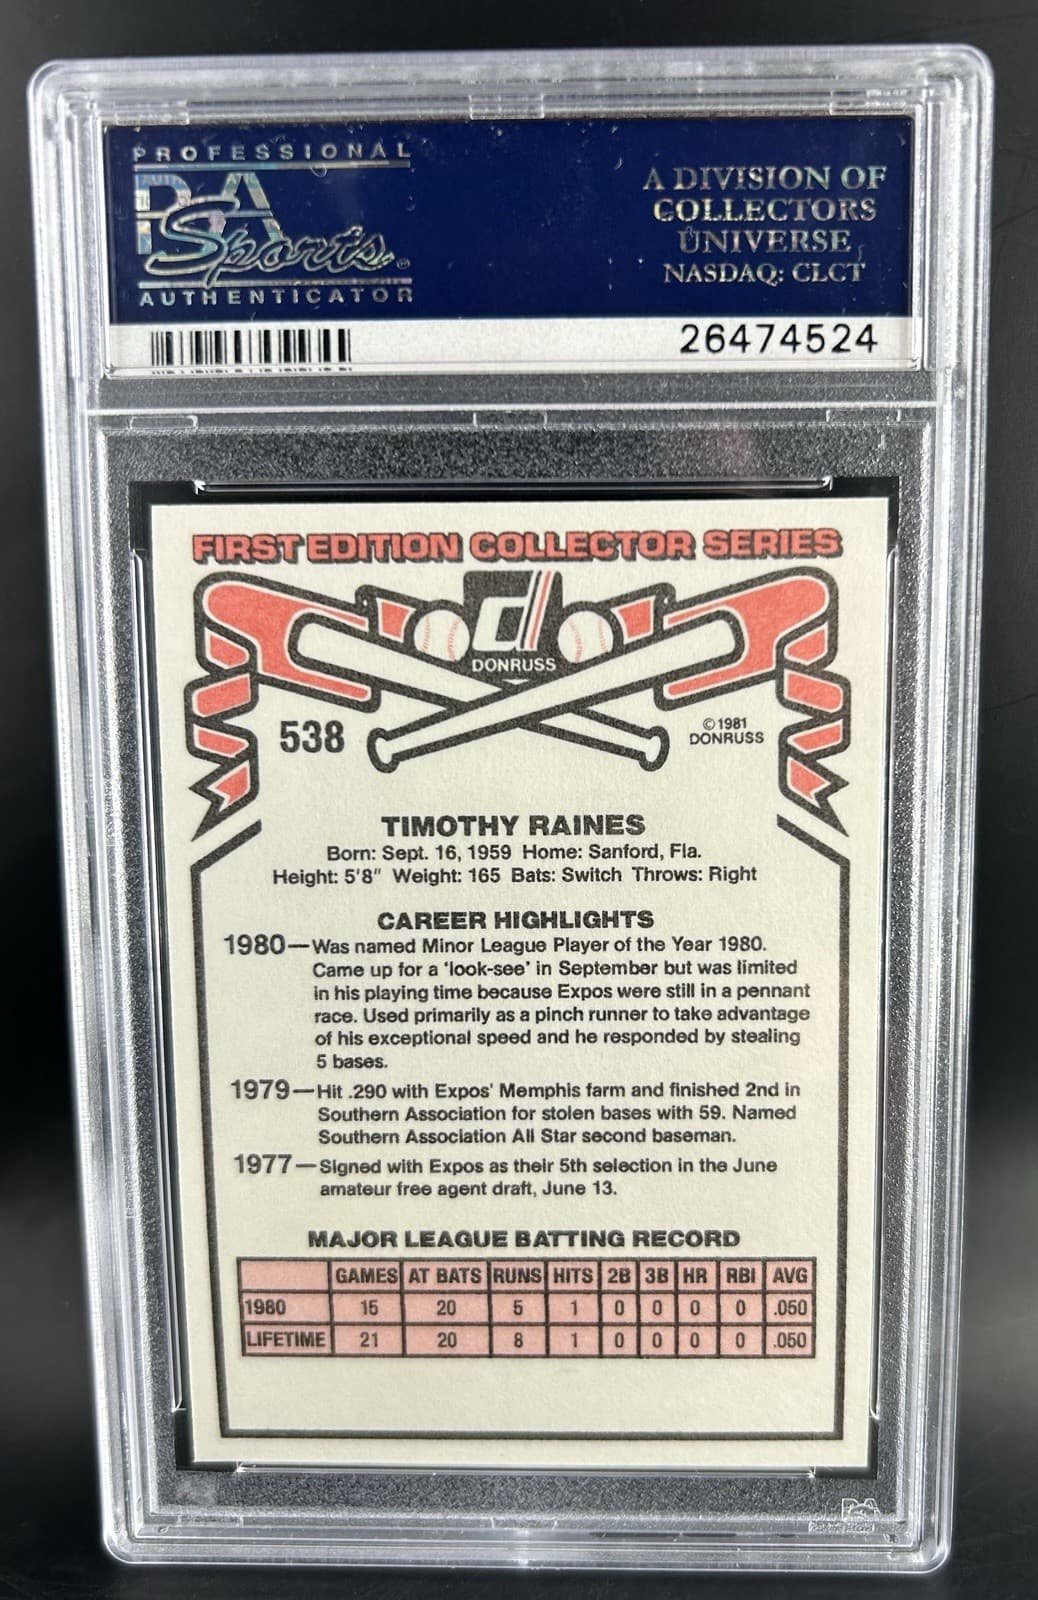 PROFESSIONAL
PSA
Sports
AUTHENTICATOR
A DIVISION OF
COLLECTORS
UNIVERSE
NASDAQ: CLCT
26474524
FIRST EDITION COLLECTOR SERIES
d
DONRUSS
538
©1981
DONRUSS
TIMOTHY RAINES
Born: Sept. 16, 1959 Home: Sanford, Fla.
Height: 5'8" Weight: 165 Bats: Switch Throws: Right
CAREER HIGHLIGHTS
1980—Was named Minor League Player of the Year 1980.
Came up for a 'look-see' in September but was limited
in his playing time because Expos were still in a pennant
race. Used primarily as a pinch runner to take advantage
of his exceptional speed and he responded by stealing
5 bases.
1979—Hit .290 with Expos' Memphis farm and finished 2nd in
Southern Association for stolen bases with 59. Named
Southern Association All Star second baseman.
1977—Signed with Expos as their 5th selection in the June
amateur free agent draft, June 13.
MAJOR LEAGUE BATTING RECORD
GAMES AT BATS RUNS HITS 2B 3B HR RBI AVG
1980 15 20 5 1 0 0 0 0 .050
LIFETIME 21 20 8 1 0 0 0 0 .050
PSA